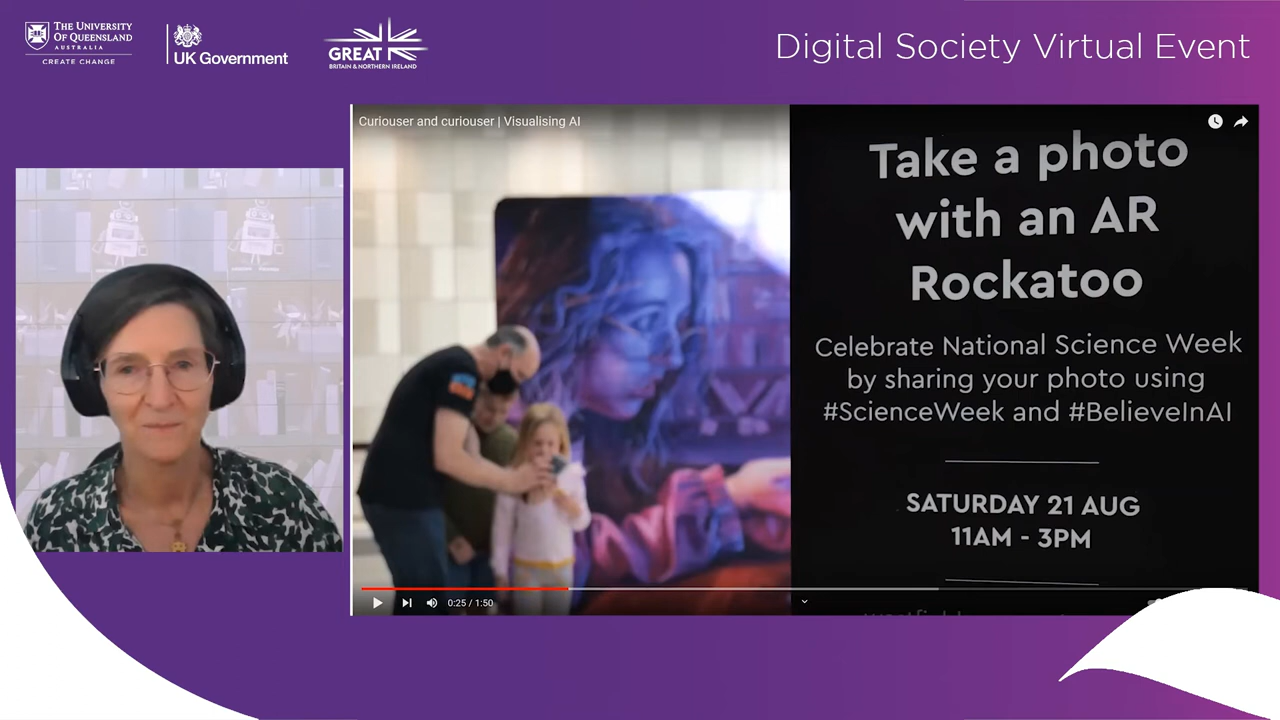 THE UNIVERSITY
OF QUEENSLAND
AUSTRALIA
CREATE CHANGE
UK Government
GREAT
BRITAIN & NORTHERN IRELAND
Digital Society Virtual Event
Curiouser and curiouser | Visualising AI
Take a photo
with an AR
Rockatoo
Celebrate National Science Week
by sharing your photo using
#ScienceWeek and #BelieveInAI
SATURDAY 21 AUG
11AM - 3PM
0:25 / 1:50